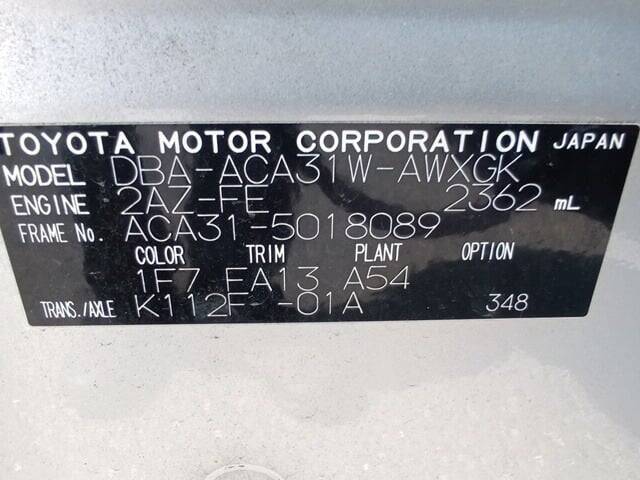 TOYOTA MOTOR CORPORATION JAPAN
MODEL DBA-ACA31W-AWXGK
ENGINE 2AZ-FE 2362 mL
FRAME No. ACA31-5018089
COLOR TRIM PLANT OPTION
1F7 EA13 A54
TRANS./AXLE K112F -01A 348